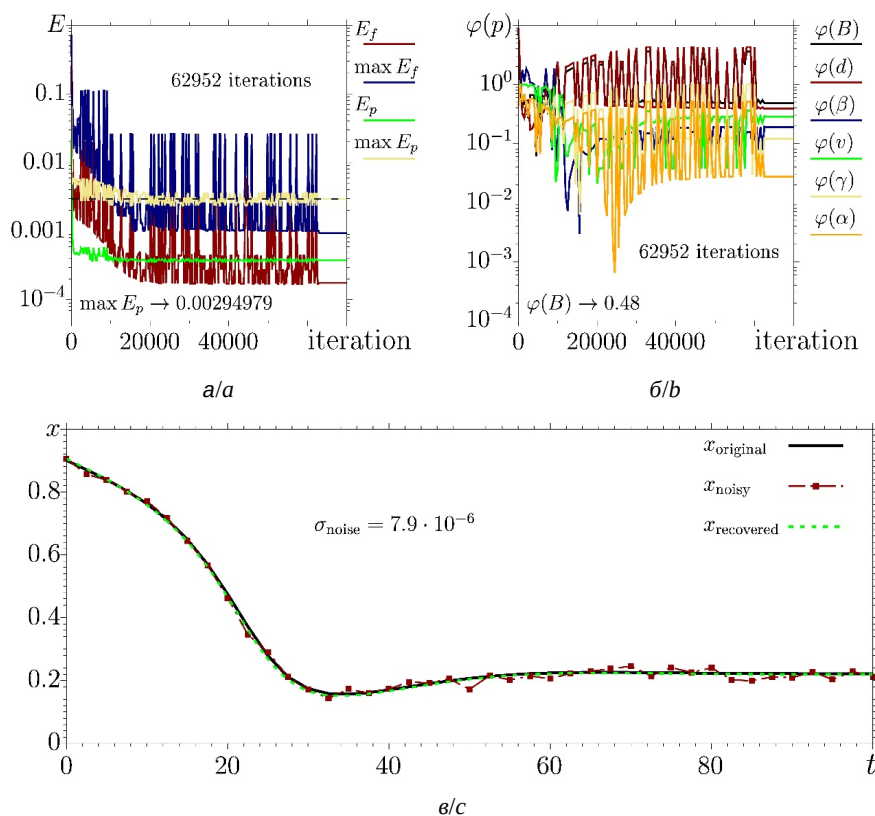 E
0.1
0.01
0.001
10⁻⁴
0
20000
40000
iteration
62952 iterations
max E_p → 0.00294979
E_f
max E_f
E_p
max E_p
а/a
φ(p)
10⁰
10⁻¹
10⁻²
10⁻³
10⁻⁴
0
20000
40000
iteration
62952 iterations
φ(B) → 0.48
φ(B)
φ(d)
φ(β)
φ(v)
φ(γ)
φ(α)
б/b
x
0.8
0.6
0.4
0.2
0
0
20
40
60
80
t
σ_noise = 7.9 · 10⁻⁶
x_original
x_noisy
x_recovered
в/c